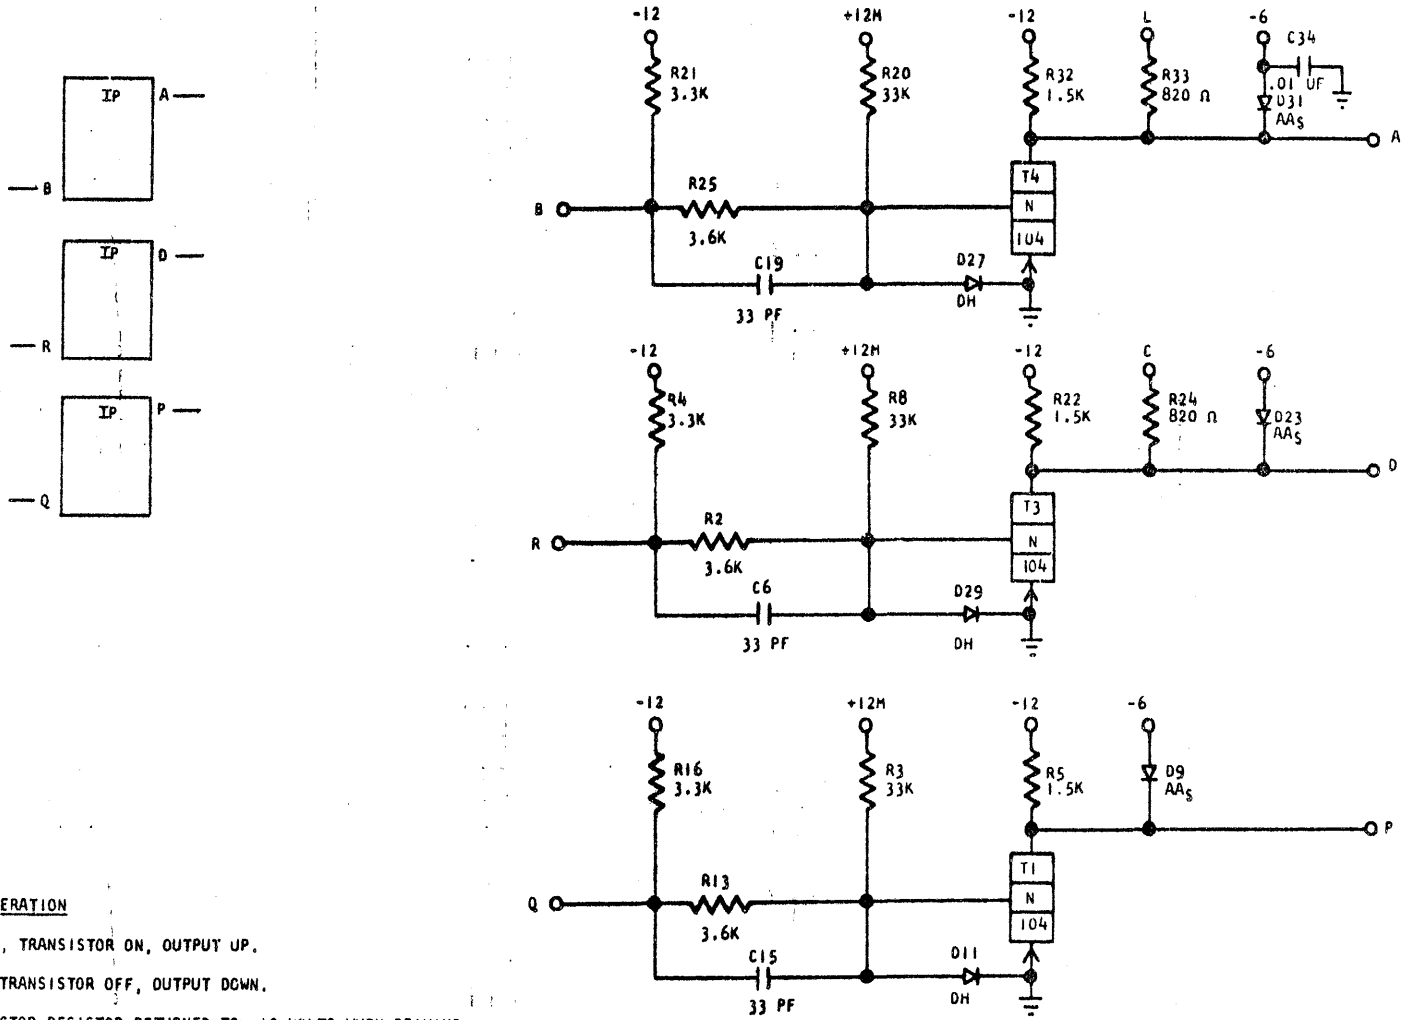 IP A
B
IP D
R
IP P
Q
ERATION
, TRANSISTOR ON, OUTPUT UP.
TRANSISTOR OFF, OUTPUT DOWN.
-12 +12M -12 L -6
C34
R21 3.3K
R20 33K
R32 1.5K
R33 820 Ω
.01 UF
D31 AAS
A
R25
3.6K
B
T4
N
104
C19
33 PF
D27
DH
-12 +12M -12 C -6
R4 3.3K
R8 33K
R22 1.5K
R24 820 Ω
D23 AAS
D
R2
3.6K
R
T3
N
104
C6
33 PF
D29
DH
-12 +12M -12 -6
R16 3.3K
R3 33K
R5 1.5K
D9 AAS
P
R13
3.6K
Q
T1
N
104
C15
33 PF
D11
DH